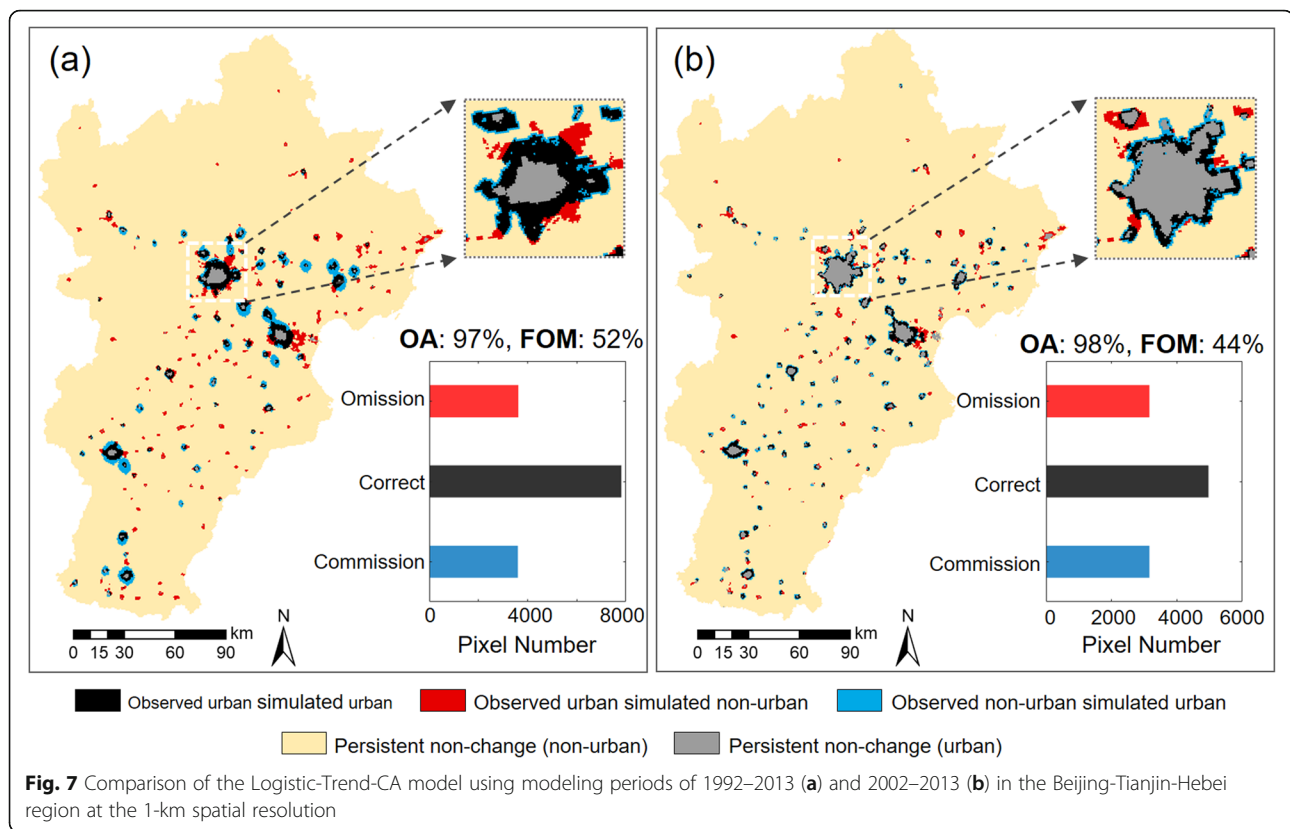 (a)
OA: 97%, FOM: 52%
Omission
Correct
Commission
0 4000 8000
Pixel Number
N
km
0 15 30 60 90
(b)
OA: 98%, FOM: 44%
Omission
Correct
Commission
0 2000 4000 6000
Pixel Number
N
km
0 15 30 60 90
Observed urban simulated urban
Observed urban simulated non-urban
Observed non-urban simulated urban
Persistent non-change (non-urban)
Persistent non-change (urban)
Fig. 7 Comparison of the Logistic-Trend-CA model using modeling periods of 1992–2013 (a) and 2002–2013 (b) in the Beijing-Tianjin-Hebei
region at the 1-km spatial resolution